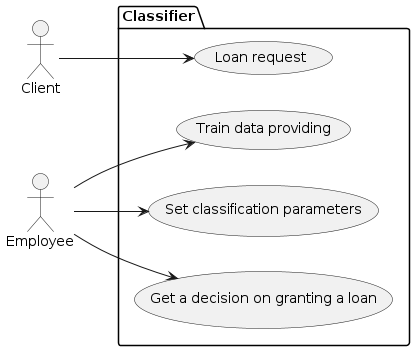 Classifier
Loan request
Client
Train data providing
Set classification parameters
Employee
Get a decision on granting a loan